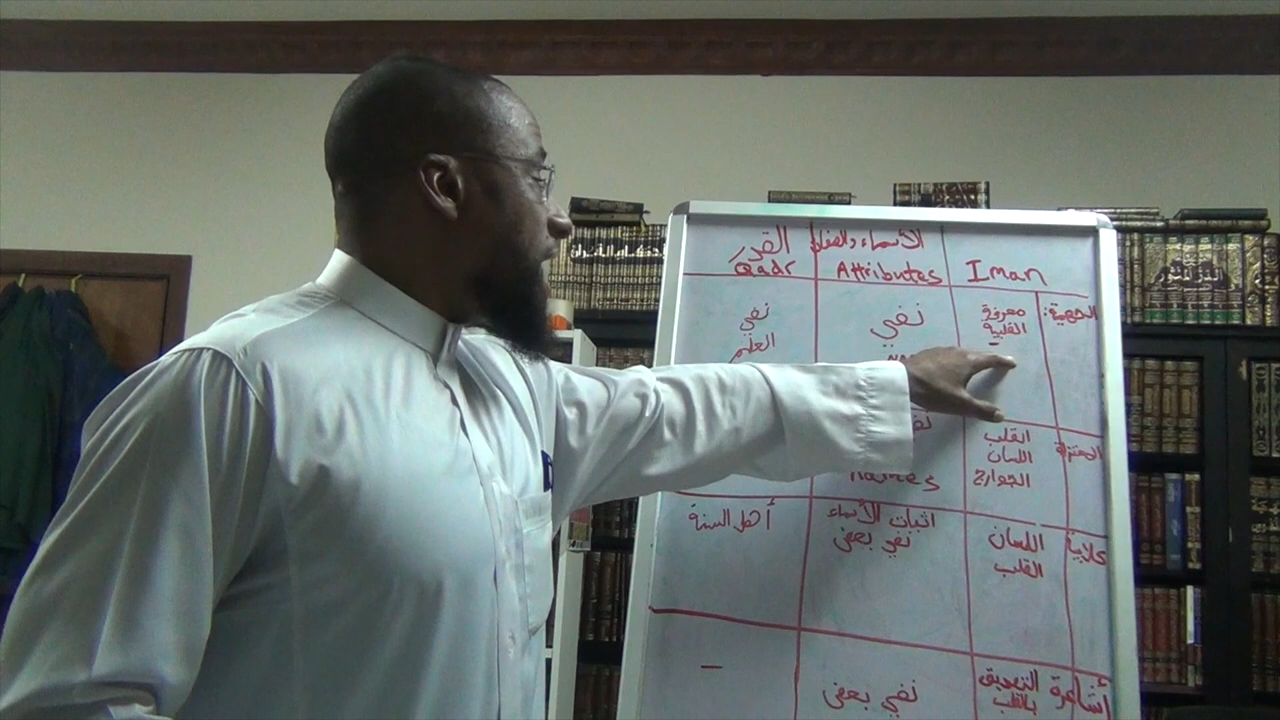 القدر
الأسماء والصفات
Qadr
Attributes
Iman
الجهمية:
معرفة
القلبية
نفي
نفي
العلم
المعتزلة
القلب
اللسان
الجوارح
names
كلابية
اللسان
القلب
اثبات الأسماء
نفي بعض
أهل السنة
أشاعرة
التصديق
بالقلب
نفي بعض
–